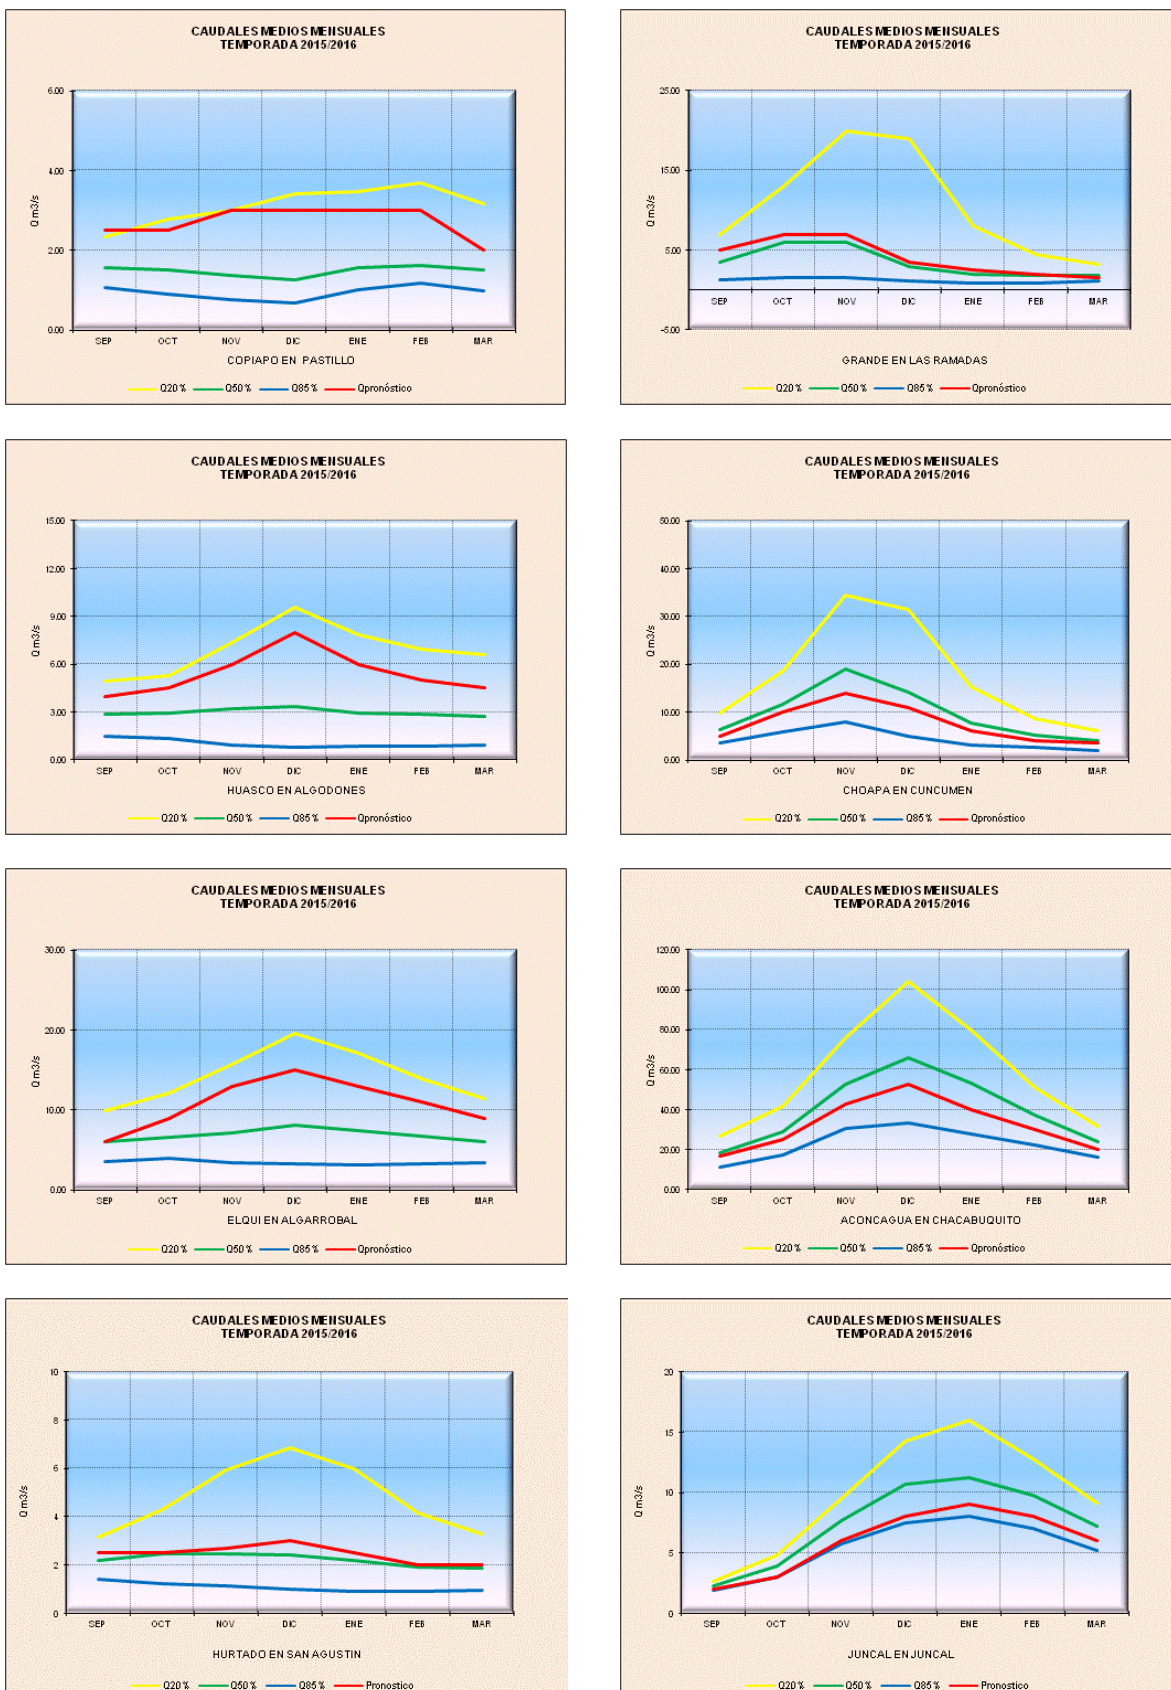 CAUDALES MEDIOS MENSUALES
TEMPORADA 2015/2016
6.00
4.00
2.00
0.00
Q m3/s
SEP OCT NOV DIC ENE FEB MAR
COPIAPO EN PASTILLO
Q20% Q50% Q85% Qpronóstico
CAUDALES MEDIOS MENSUALES
TEMPORADA 2015/2016
25.00
15.00
5.00
-5.00
Q m3/s
SEP OCT NOV DIC ENE FEB MAR
GRANDE EN LAS RAMADAS
Q20% Q50% Q85% Qpronóstico
CAUDALES MEDIOS MENSUALES
TEMPORADA 2015/2016
15.00
12.00
9.00
6.00
3.00
0.00
Q m3/s
SEP OCT NOV DIC ENE FEB MAR
HUASCO EN ALGODONES
Q20% Q50% Q85% Qpronóstico
CAUDALES MEDIOS MENSUALES
TEMPORADA 2015/2016
50.00
40.00
30.00
20.00
10.00
0.00
Q m3/s
SEP OCT NOV DIC ENE FEB MAR
CHOAPA EN CUNCUMEN
Q20% Q50% Q85% Qpronóstico
CAUDALES MEDIOS MENSUALES
TEMPORADA 2015/2016
30.00
20.00
10.00
0.00
Q m3/s
SEP OCT NOV DIC ENE FEB MAR
ELQUI EN ALGARROBAL
Q20% Q50% Q85% Qpronóstico
CAUDALES MEDIOS MENSUALES
TEMPORADA 2015/2016
120.00
100.00
80.00
60.00
40.00
20.00
0.00
Q m3/s
SEP OCT NOV DIC ENE FEB MAR
ACONCAGUA EN CHACABUQUITO
Q20% Q50% Q85% Qpronóstico
CAUDALES MEDIOS MENSUALES
TEMPORADA 2015/2016
10
8
6
4
2
0
Q m3/s
SEP OCT NOV DIC ENE FEB MAR
HURTADO EN SAN AGUSTIN
Q20% Q50% Q85% Pronostico
CAUDALES MEDIOS MENSUALES
TEMPORADA 2015/2016
20
15
10
5
0
Q m3/s
SEP OCT NOV DIC ENE FEB MAR
JUNCAL EN JUNCAL
Q20% Q50% Q85% Pronostico